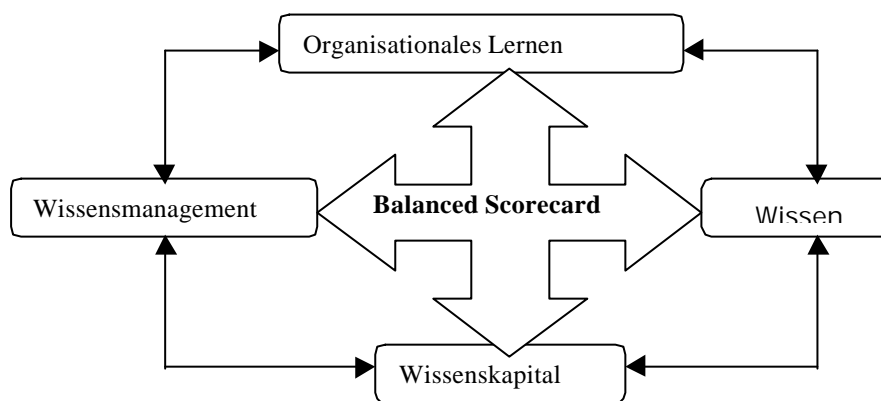 Organisationales Lernen
Wissensmanagement
Balanced Scorecard
Wissen
Wissenskapital